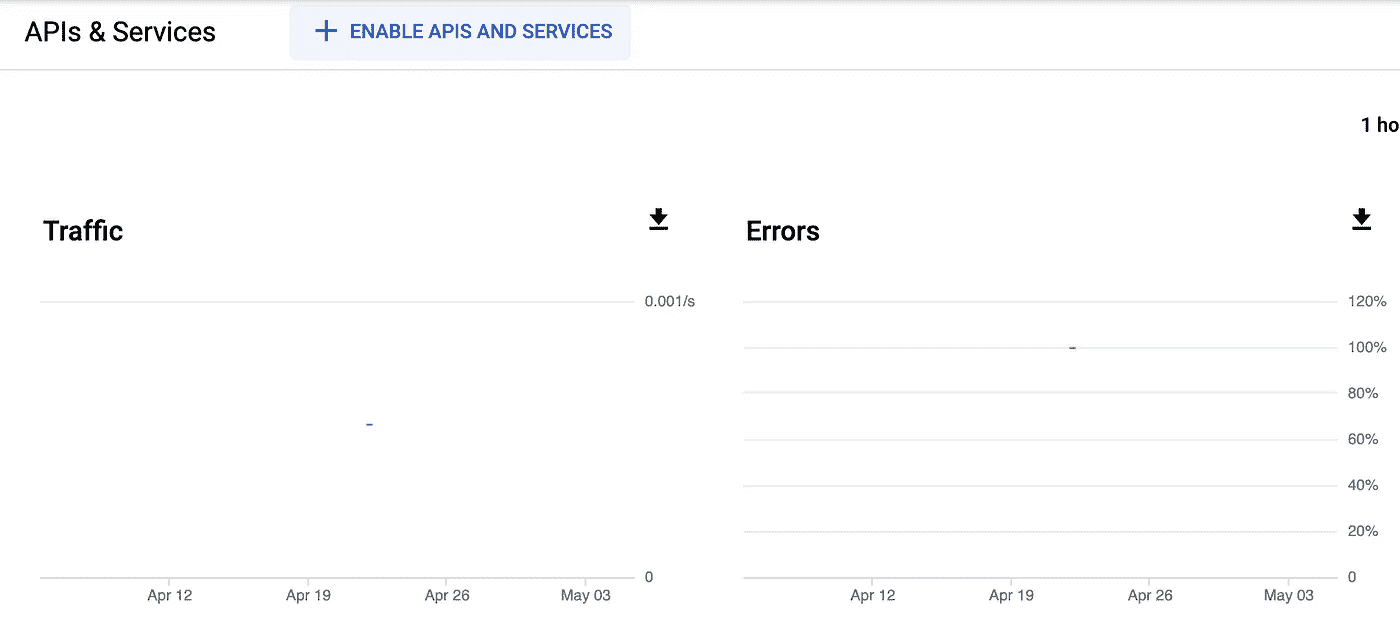 APIs & Services
ENABLE APIS AND SERVICES
1 ho
Traffic
Errors
0.001/s
0
Apr 12 Apr 19 Apr 26 May 03
120%
100%
80%
60%
40%
20%
0
Apr 12 Apr 19 Apr 26 May 03